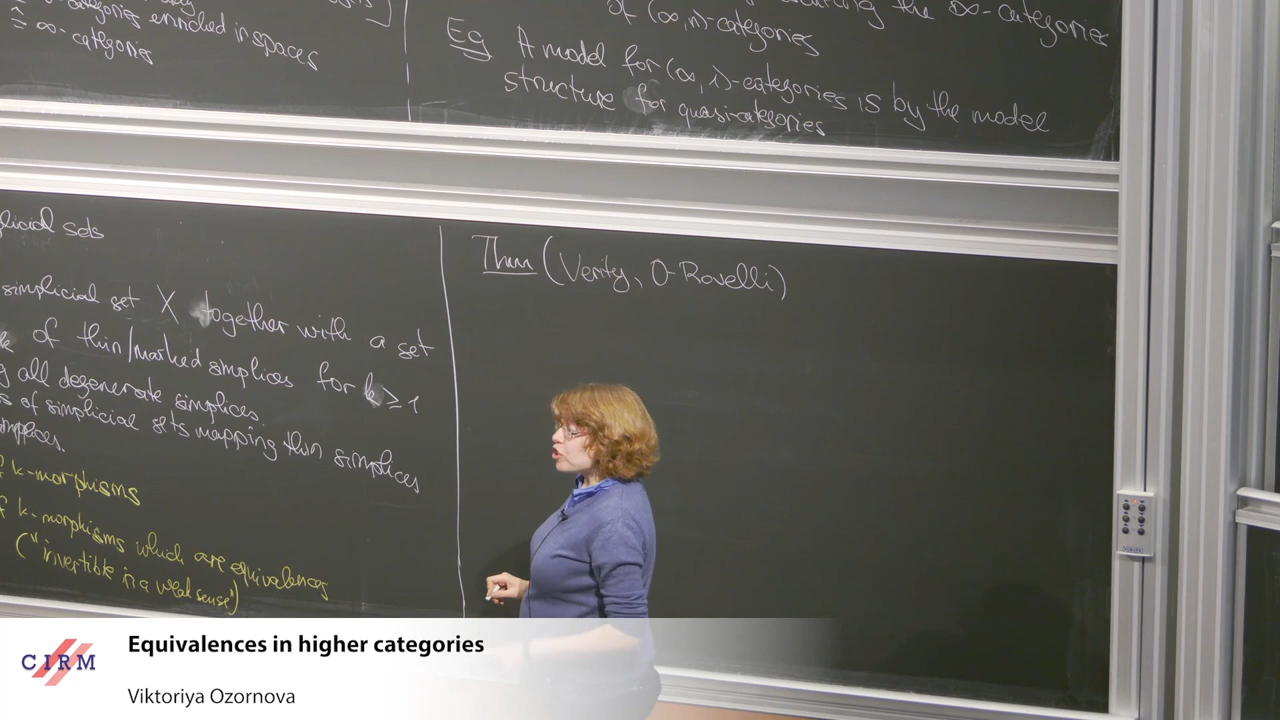 categories enriched in spaces
≅ ∞-categories
the ∞-categories
of (∞,n)-categories
Eg A model for (∞,1)-categories is by the model
structure for quasicategories
simplicial set X together with a set
of thin/marked simplices for k ≥ 1
all degenerate simplices
of simplicial sets mapping thin simplices
simplices.
k-morphisms
k-morphisms which are equivalences
("invertible in a weak sense")
Thm (Verity, O-Rovelli)
CIRM
Equivalences in higher categories
Viktoriya Ozornova